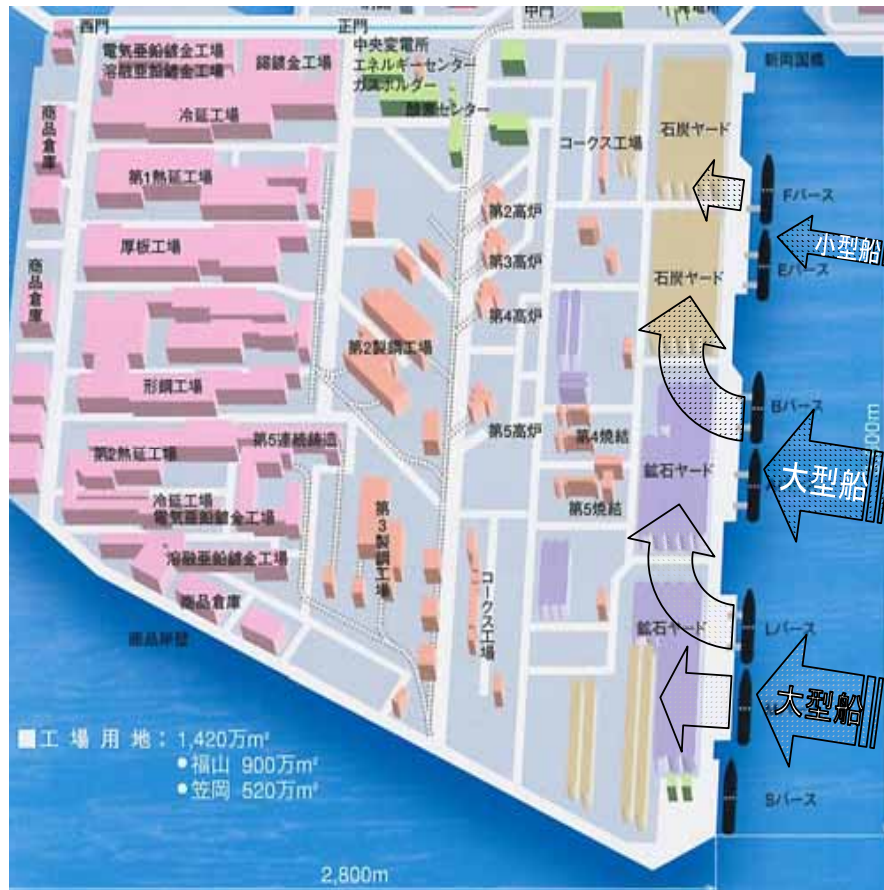 西門
正門
中門
電気亜鉛鍍金工場
溶融亜鉛鍍金工場
錫鍍金工場
中央変電所
エネルギーセンター
ガスホルダー
酸素センター
新両国橋
商品倉庫
冷延工場
コークス工場
石炭ヤード
第1熱延工場
第2高炉
Fバース
厚板工場
第3高炉
石炭ヤード
小型船
Eバース
商品倉庫
第4高炉
第2製鋼工場
形鋼工場
Bバース
第5高炉
第4焼結
第5連続鋳造
第2熱延工場
鉱石ヤード
大型船
冷延工場
電気亜鉛鍍金工場
第5焼結
第3製鋼工場
溶融亜鉛鍍金工場
コークス工場
商品倉庫
鉱石ヤード
Lバース
商品岸壁
大型船
■工場用地：1,420万m²
●福山 900万m²
●笠岡 520万m²
Sバース
2,800m